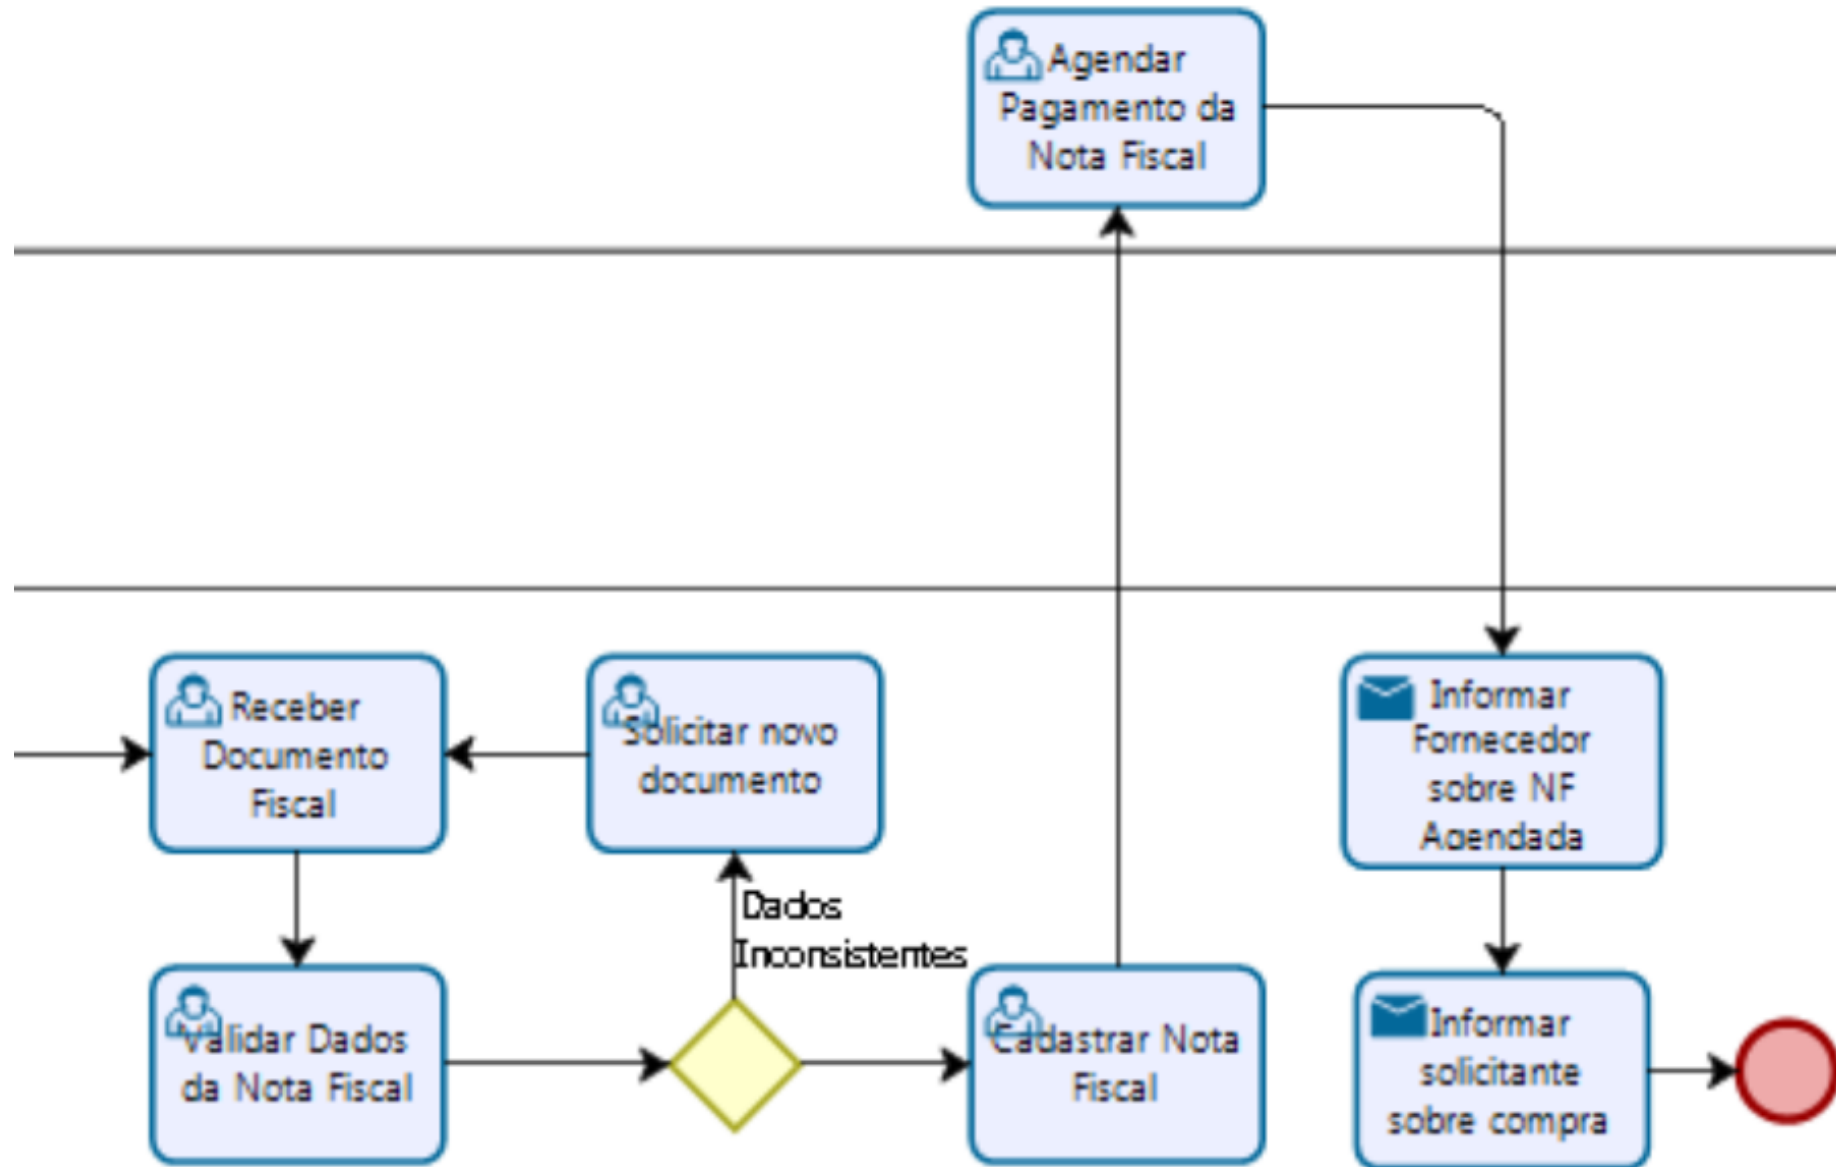 Agendar
Pagamento da
Nota Fiscal
Receber
Documento
Fiscal
Solicitar novo
documento
Informar
Fornecedor
sobre NF
Agendada
Dados
Inconsistentes
Validar Dados
da Nota Fiscal
Cadastrar Nota
Fiscal
Informar
solicitante
sobre compra